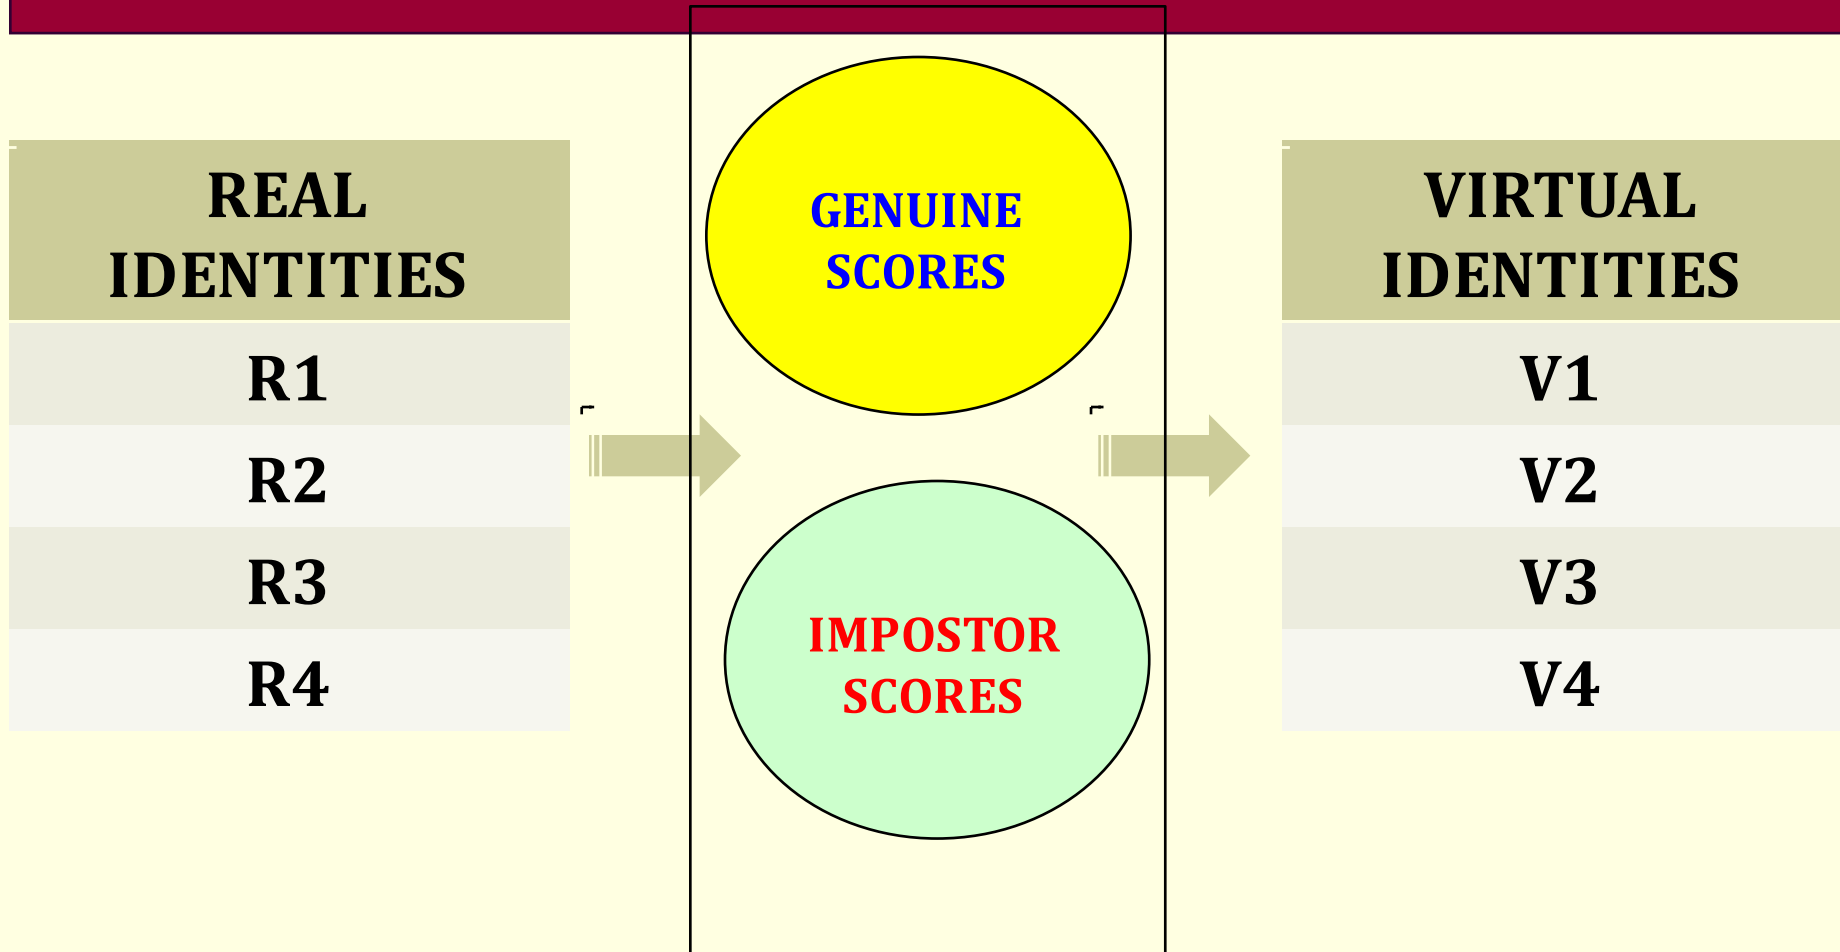 REAL
IDENTITIES
R1
R2
R3
R4
GENUINE
SCORES
IMPOSTOR
SCORES
VIRTUAL
IDENTITIES
V1
V2
V3
V4